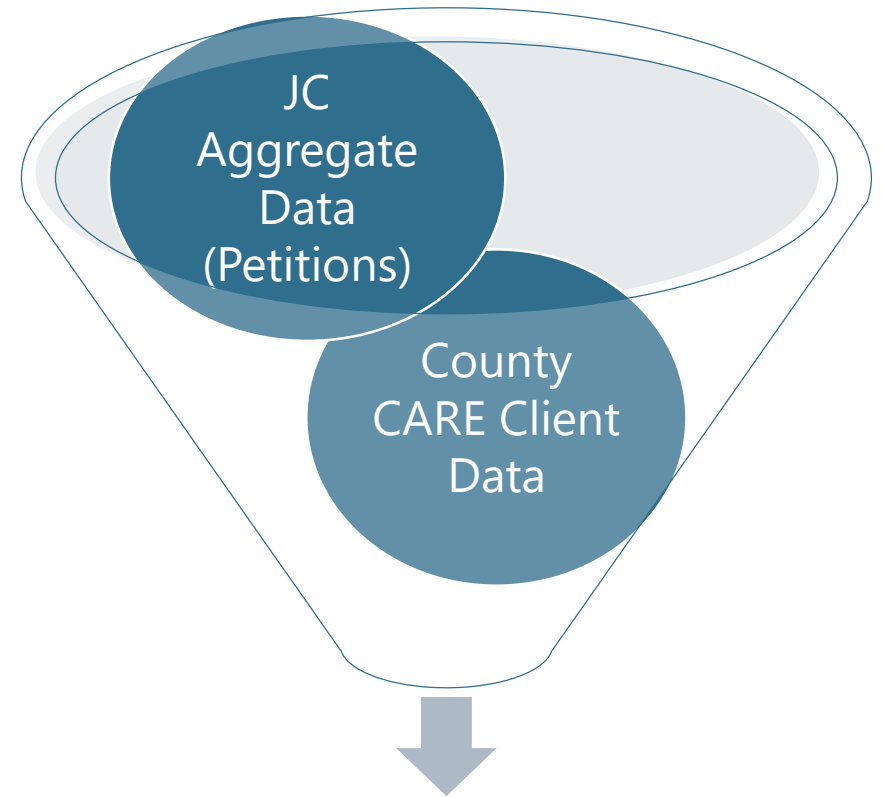 JC
Aggregate
Data
(Petitions)
County
CARE Client
Data